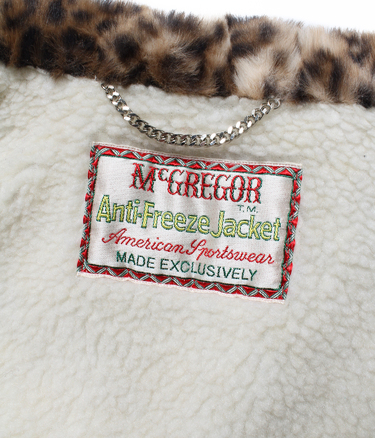 McGREGOR
T.M.
Anti-Freeze Jacket
American Sportswear
MADE EXCLUSIVELY